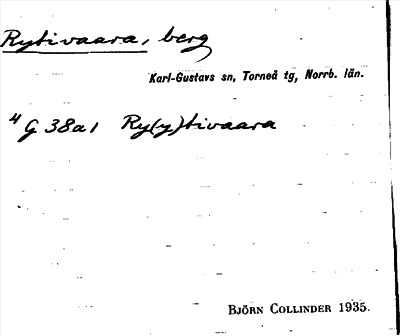 Rytivaara, berg
Karl-Gustavs sn, Torneå tg, Norrb. län.
4 G 38a1 Ry(y)tivaara
BJÖRN COLLINDER 1935.